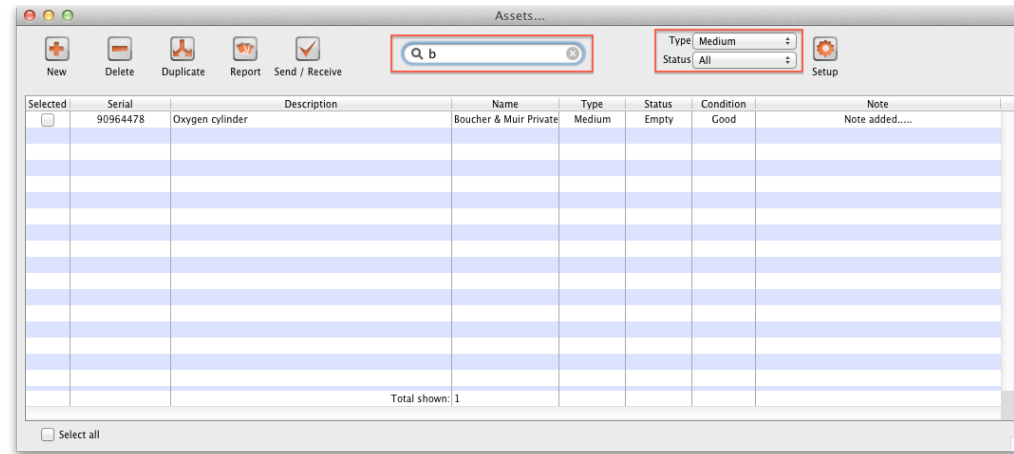 Assets...
New Delete Duplicate Report Send / Receive b Type Medium Status All Setup
Selected Serial Description Name Type Status Condition Note
90964478 Oxygen cylinder Boucher & Muir Private Medium Empty Good Note added.....
Total shown: 1
Select all